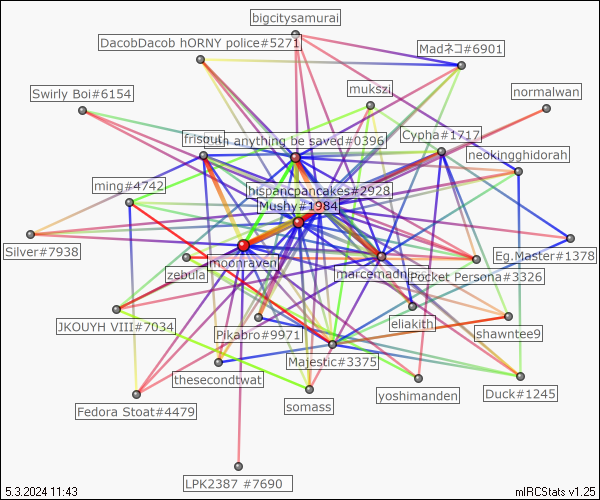 bigcitysamurai
DacobDacob hORNY police#5271
Madネコ#6901
mukszi
Swirly Boi#6154
normalwan
Cypha#1717
anything be saved#0396
neokingghidorah
ming#4742
hispancpancakes#2928
Mushy#1984
Silver#7938
Eg.Master#1378
moonraven
zebula
Pocket Persona#3326
JKOUYH VIII#7034
eliakith
Pikabro#9971
shawntee9
Majestic#3375
thesecondtwat
Duck#1245
yoshimanden
somass
Fedora Stoat#4479
LPK2387 #7690
5.3.2024 11:43
mIRCStats v1.25